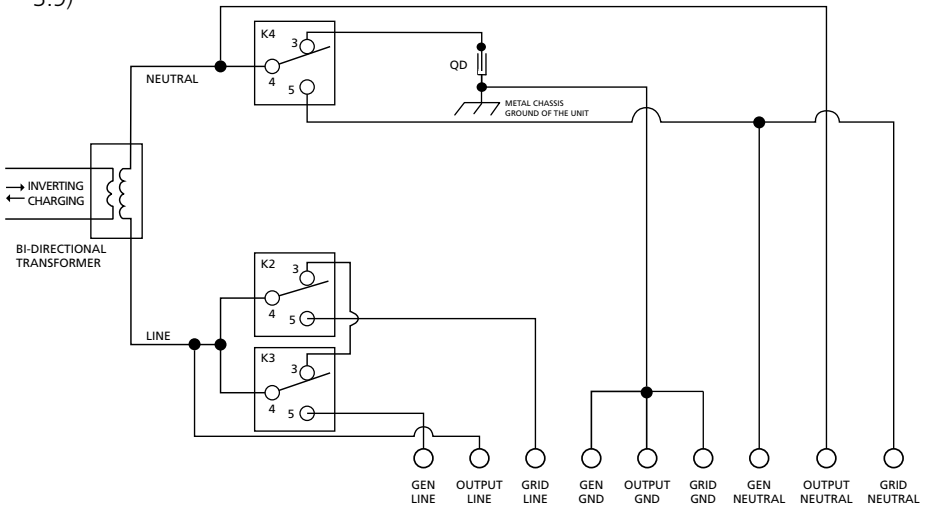 3.9)
K4
3
4
5
NEUTRAL
QD
METAL CHASSIS
GROUND OF THE UNIT
INVERTING
CHARGING
BI-DIRECTIONAL
TRANSFORMER
K2
3
4
5
LINE
K3
3
4
5
GEN
LINE
OUTPUT
LINE
GRID
LINE
GEN
GND
OUTPUT
GND
GRID
GND
GEN
NEUTRAL
OUTPUT
NEUTRAL
GRID
NEUTRAL